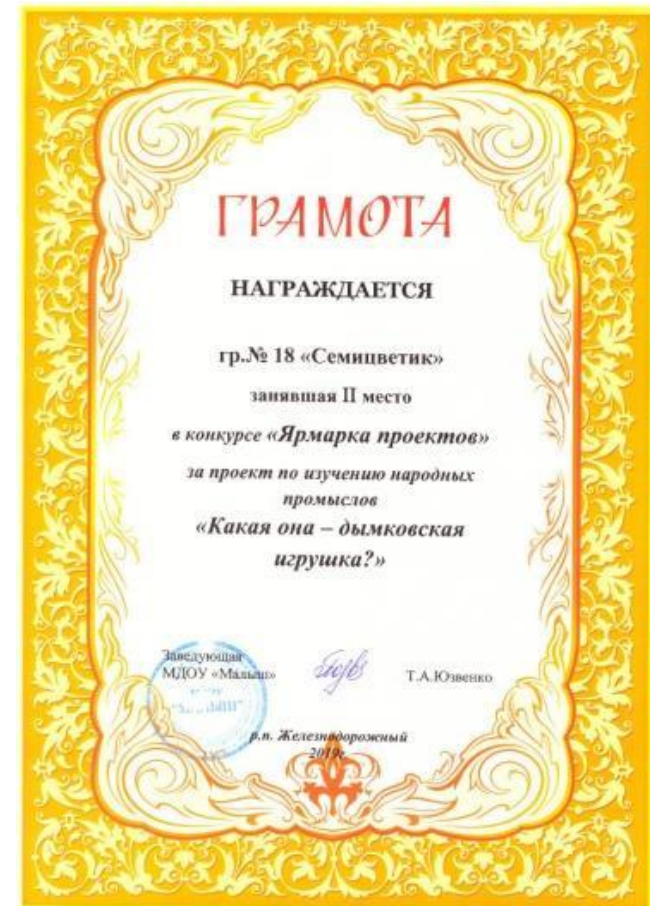 ГРАМОТА
НАГРАЖДАЕТСЯ
гр.№ 18 «Семицветик»
занявшая II место
в конкурсе «Ярмарка проектов»
за проект по изучению народных
промыслов
«Какая она – дымковская
игрушка?»
Заведующая
МДОУ «Малыш»
Т.А.Юзвенко
р.п. Железнодорожный
2019г.